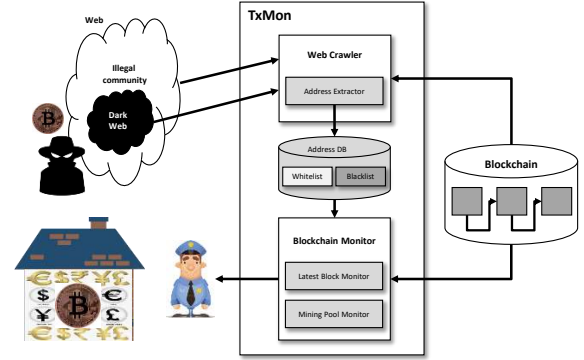 TxMon
Web
Web Crawler
Illegal
community
Address Extractor
Dark
Web
Address DB
Whitelist
Blacklist
Blockchain
Blockchain Monitor
Latest Block Monitor
Mining Pool Monitor